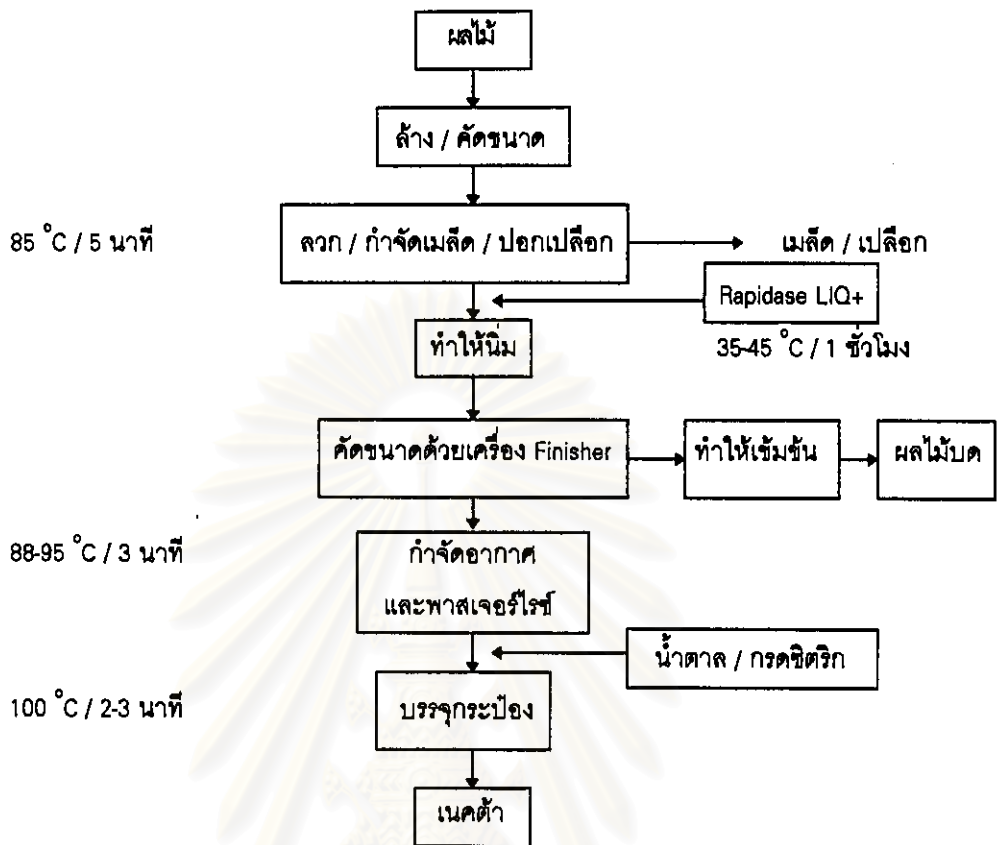 ผลไม้
ล้าง / คัดขนาด
85 °C / 5 นาที
ลวก / กำจัดเมล็ด / ปอกเปลือก
เมล็ด / เปลือก
Rapidase LIQ+
35-45 °C / 1 ชั่วโมง
ทำให้นิ่ม
คัดขนาดด้วยเครื่อง Finisher
ทำให้เข้มข้น
ผลไม้บด
88-95 °C / 3 นาที
กำจัดอากาศ
และพาสเจอร์ไรซ์
น้ำตาล / กรดซิตริก
100 °C / 2-3 นาที
บรรจุกระป๋อง
เนคต้า